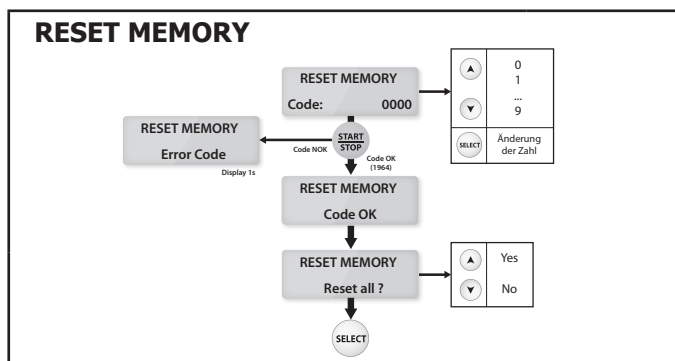 RESET MEMORY
RESET MEMORY
Code: 0000
0
1
...
9
SELECT
Änderung
der Zahl
RESET MEMORY
Error Code
Display 1s
Code NOK
START
STOP
Code OK
(1964)
RESET MEMORY
Code OK
RESET MEMORY
Reset all ?
Yes
No
SELECT